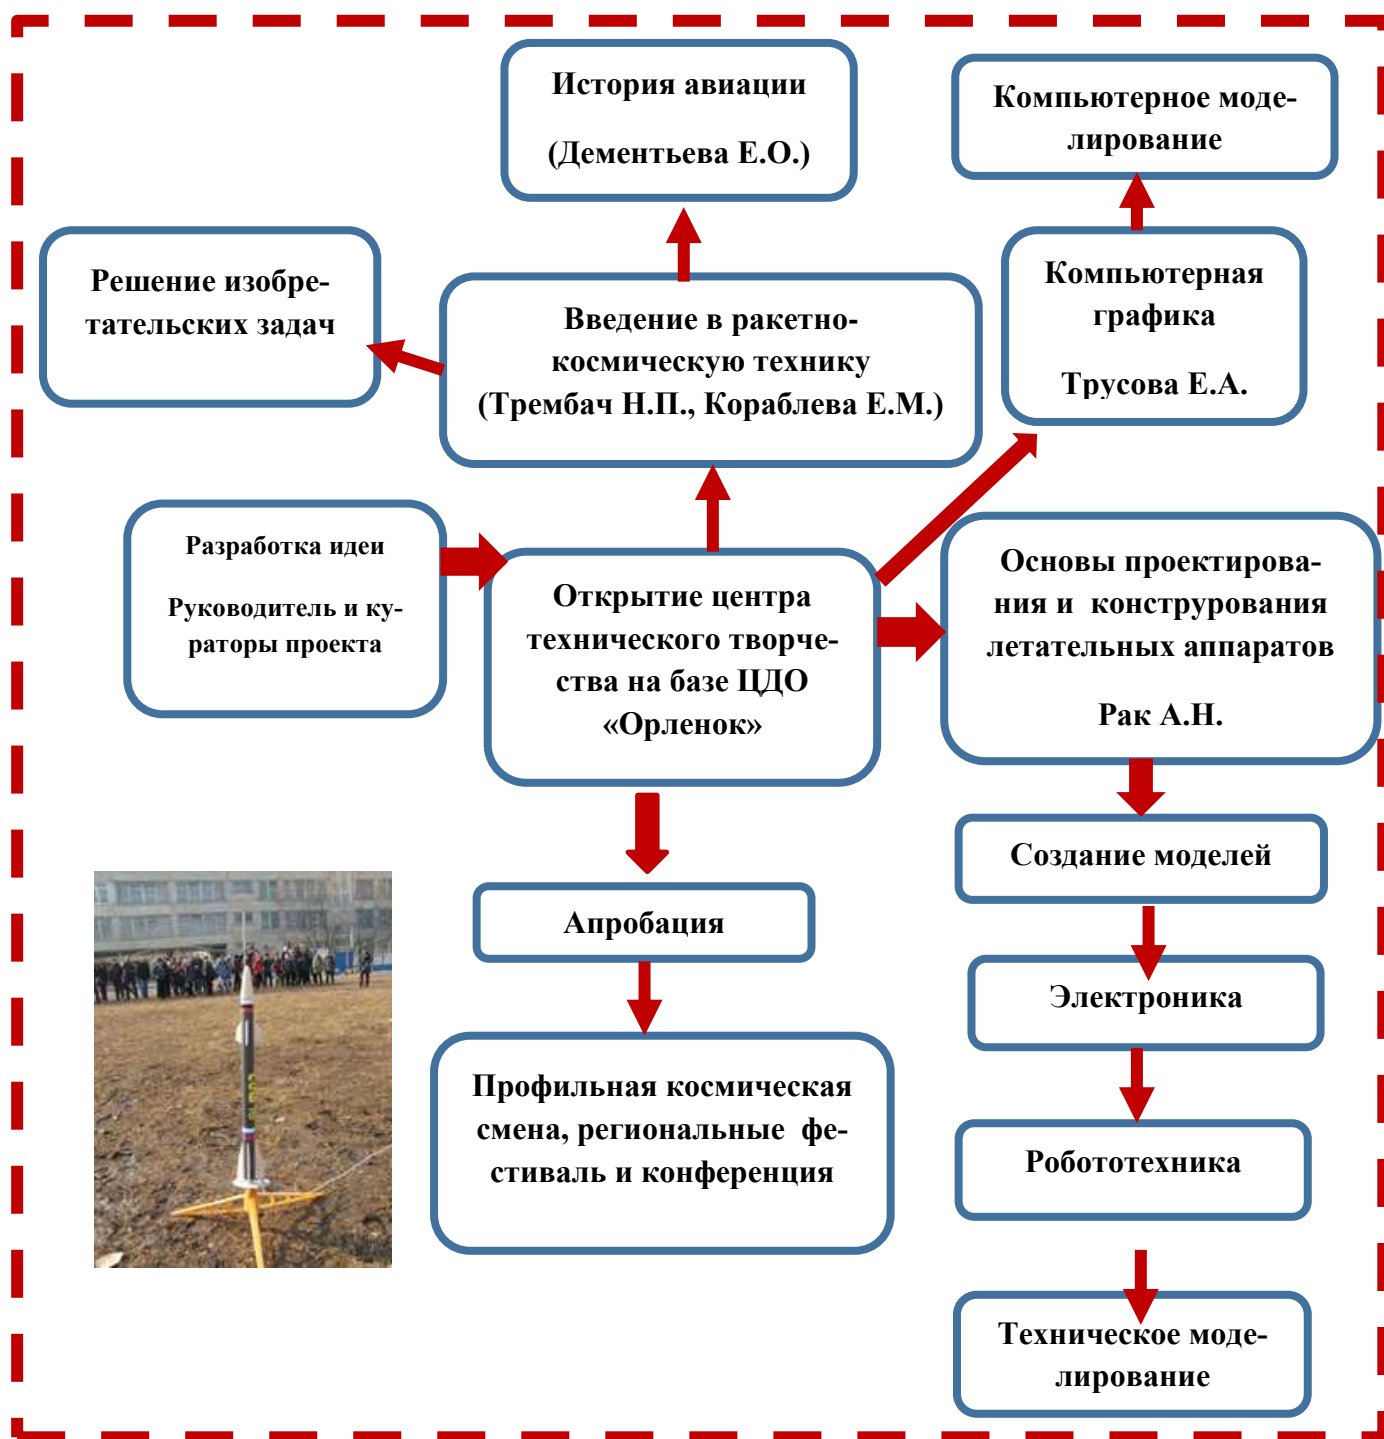 История авиации
(Дементьева Е.О.)
Компьютерное моде-
лирование
Решение изобре-
тательских задач
Введение в ракетно-
космическую технику
(Трембач Н.П., Кораблева Е.М.)
Компьютерная
графика
Трусова Е.А.
Разработка идеи
Руководитель и ку-
раторы проекта
Открытие центра
технического творче-
ства на базе ЦДО
«Орленок»
Основы проектирова-
ния и конструрования
летательных аппаратов
Рак А.Н.
Создание моделей
Апробация
Электроника
Профильная космическая
смена, региональные фе-
стиваль и конференция
Робототехника
Техническое моде-
лирование